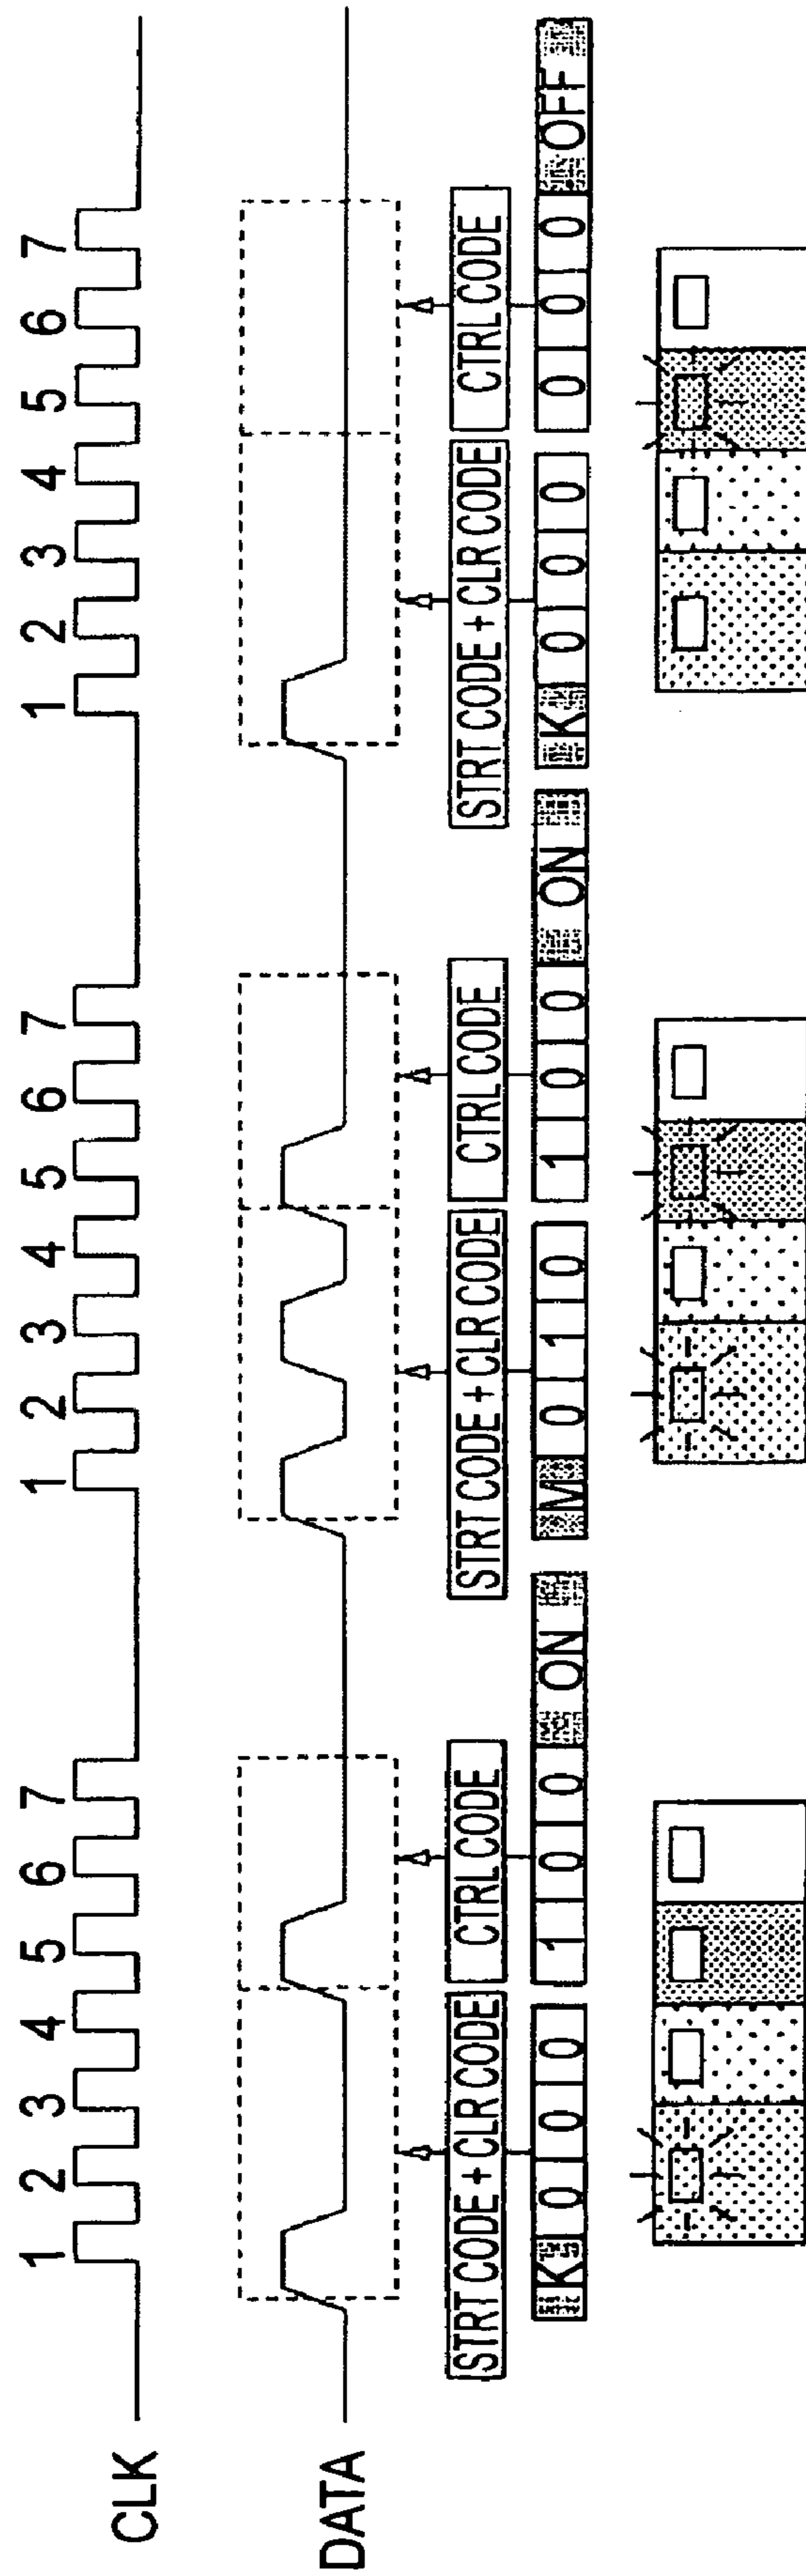 CLK 1 2 3 4 5 6 7 1 2 3 4 5 6 7 1 2 3 4 5 6 7
DATA
STRT CODE + CLR CODE CTRL CODE STRT CODE + CLR CODE CTRL CODE STRT CODE + CLR CODE CTRL CODE
K 0 0 0 1 0 0 ON M 0 1 0 1 0 0 ON K 0 0 0 0 0 0 OFF